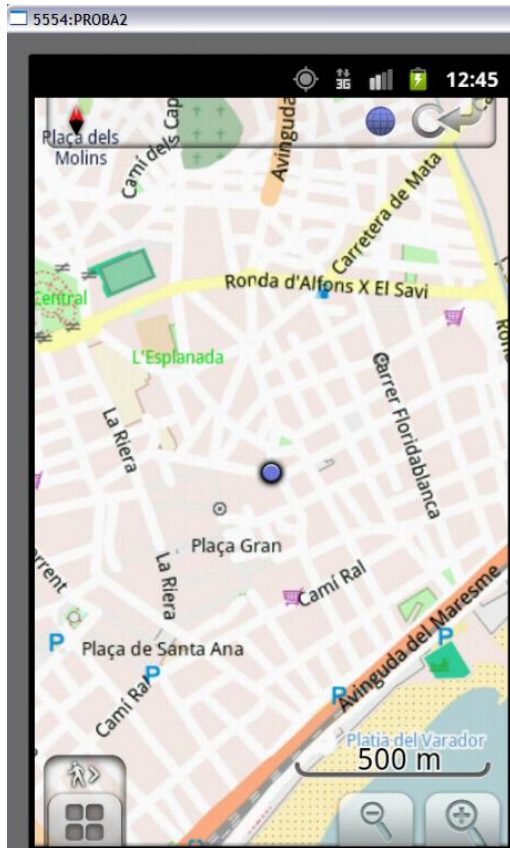 5554:PROBA2
3G
12:45
Plaça dels
Molins
Camí dels Cap
Avinguda
Carretera de Mata
Ronda d'Alfons X El Savi
Central
L'Esplanada
Carrer Floridablanca
La Riera
Plaça Gran
La Riera
Camí Ral
orrent
P
Plaça de Santa Ana
P
P
Avinguda del Maresme
P
Camí Ral
Platja del Varador
500 m